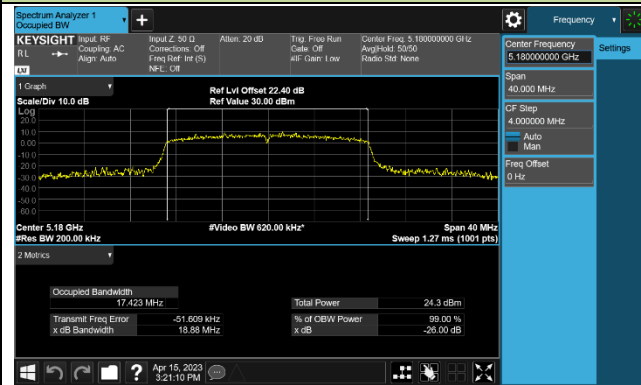 Spectrum Analyzer 1
Occupied BW
Frequency
KEYSIGHT
Input: RF
Coupling: AC
Align: Auto
Input Z: 50 Ω
Corrections: Off
Freq Ref: Int (S)
NFE: Off
Atten: 20 dB
Trig: Free Run
Gate: Off
#IF Gain: Low
Center Freq: 5.180000000 GHz
Avg|Hold: 50/50
Radio Std: None
R L
LXI
1 Graph
Scale/Div 10.0 dB
Ref Lvl Offset 22.40 dB
Ref Value 30.00 dBm
Log
20.0
10.0
0.00
-10.0
-20.0
-30.0
-40.0
-50.0
-60.0
Center 5.18 GHz
#Res BW 200.00 kHz
#Video BW 620.00 kHz*
Span 40 MHz
Sweep 1.27 ms (1001 pts)
2 Metrics
Occupied Bandwidth
17.423 MHz
Transmit Freq Error -51.609 kHz
x dB Bandwidth 18.88 MHz
Total Power 24.3 dBm
% of OBW Power 99.00 %
x dB -26.00 dB
Center Frequency
5.180000000 GHz
Span
40.000 MHz
CF Step
4.000000 MHz
Auto
Man
Freq Offset
0 Hz
Settings
?
Apr 15, 2023
3:21:10 PM